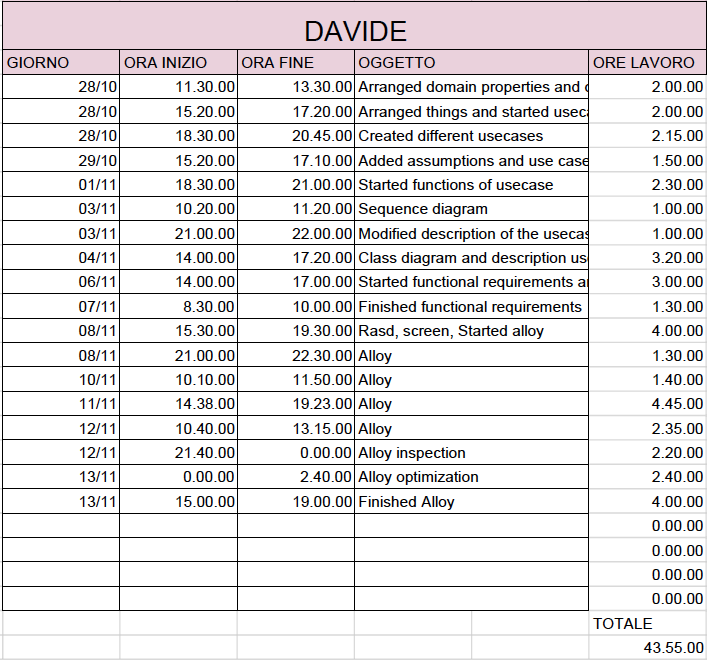 DAVIDE
GIORNO ORA INIZIO ORA FINE OGGETTO ORE LAVORO
28/10 11.30.00 13.30.00 Arranged domain properties and 2.00.00
28/10 15.20.00 17.20.00 Arranged things and started 2.00.00
28/10 18.30.00 20.45.00 Created different usecases 2.15.00
29/10 15.20.00 17.10.00 Added assumptions and use case 1.50.00
01/11 18.30.00 21.00.00 Started functions of usecase 2.30.00
03/11 10.20.00 11.20.00 Sequence diagram 1.00.00
03/11 21.00.00 22.00.00 Modified description of the 1.00.00
04/11 14.00.00 17.20.00 Class diagram and description 3.20.00
06/11 14.00.00 17.00.00 Started functional requirements 3.00.00
07/11 8.30.00 10.00.00 Finished functional requirements 1.30.00
08/11 15.30.00 19.30.00 Rasd, screen, Started alloy 4.00.00
08/11 21.00.00 22.30.00 Alloy 1.30.00
10/11 10.10.00 11.50.00 Alloy 1.40.00
11/11 14.38.00 19.23.00 Alloy 4.45.00
12/11 10.40.00 13.15.00 Alloy 2.35.00
12/11 21.40.00 0.00.00 Alloy inspection 2.20.00
13/11 0.00.00 2.40.00 Alloy optimization 2.40.00
13/11 15.00.00 19.00.00 Finished Alloy 4.00.00
0.00.00
0.00.00
0.00.00
0.00.00
TOTALE
43.55.00